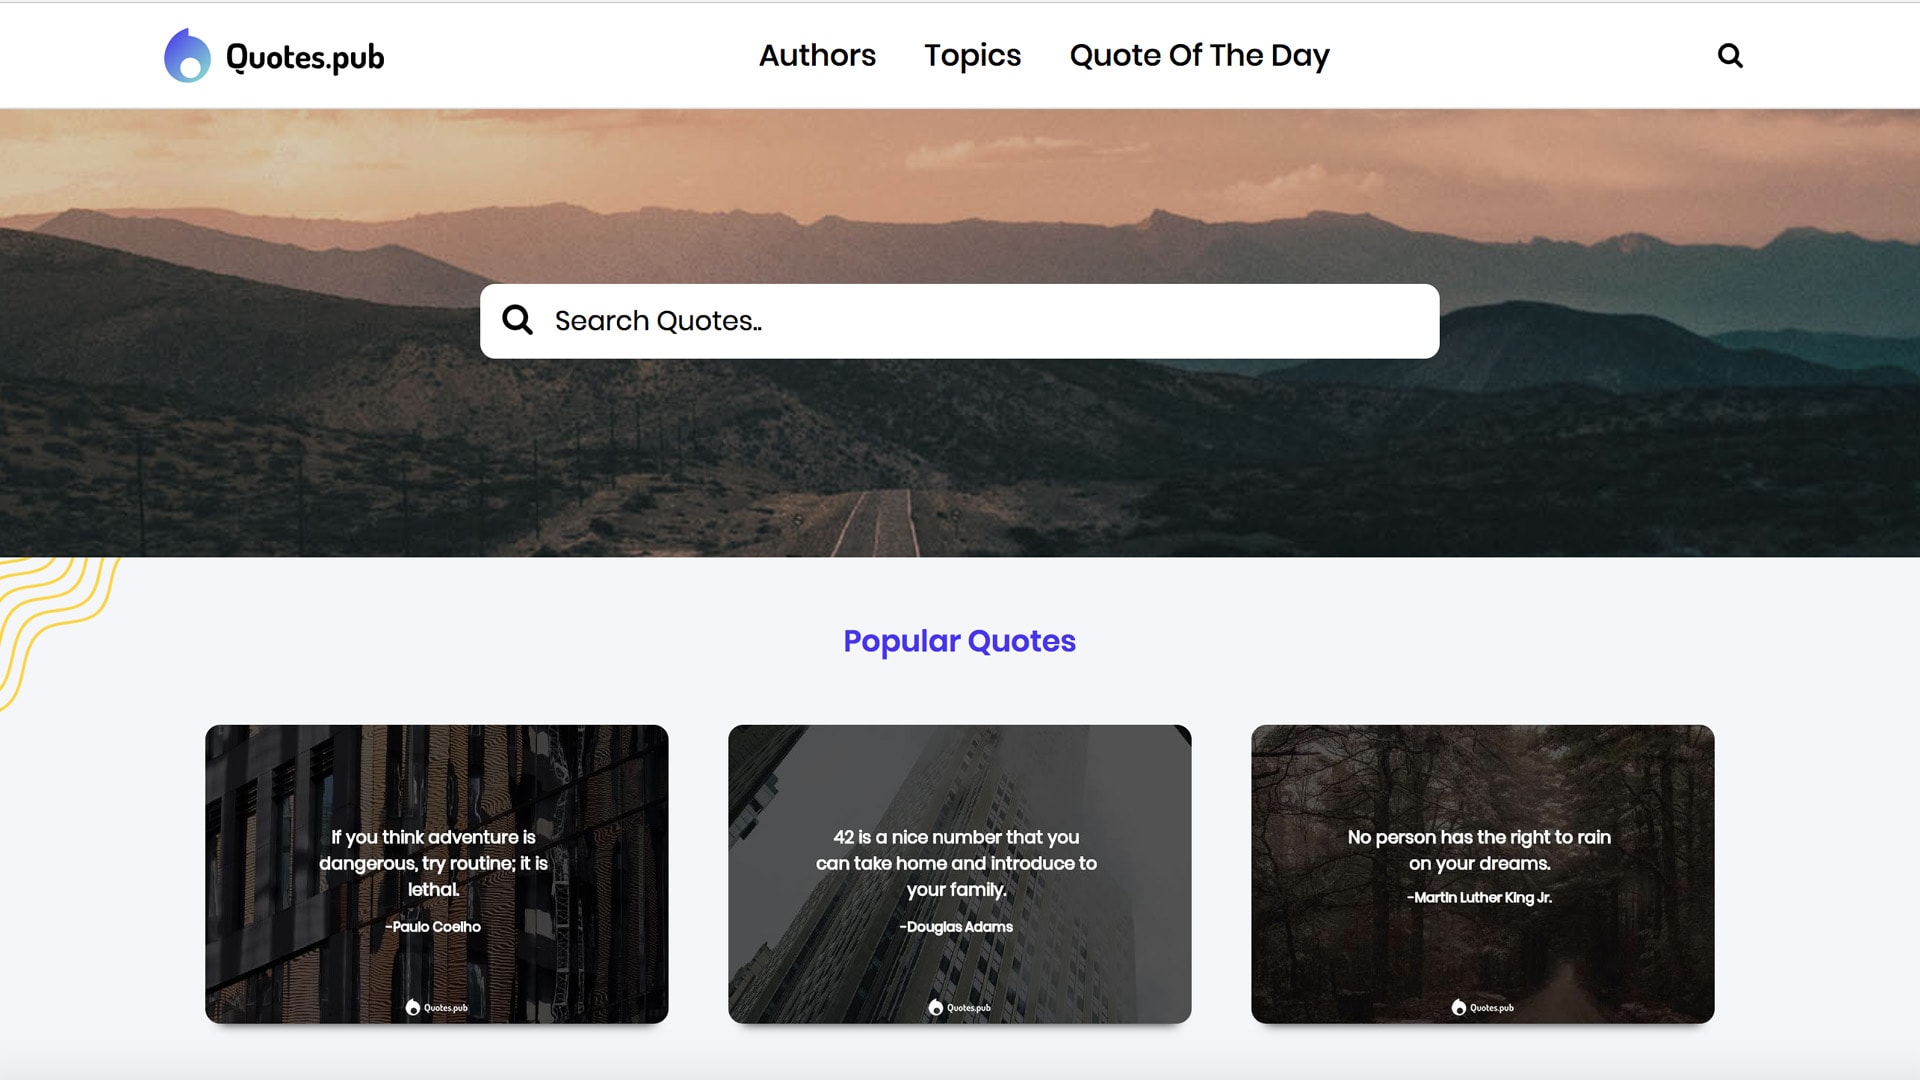 Quotes.pub
Authors
Topics
Quote Of The Day
Search Quotes..
Popular Quotes
If you think adventure is
dangerous, try routine; it is
lethal.
-Paulo Coelho
Quotes.pub
42 is a nice number that you
can take home and introduce to
your family.
-Douglas Adams
Quotes.pub
No person has the right to rain
on your dreams.
-Martin Luther King Jr.
Quotes.pub